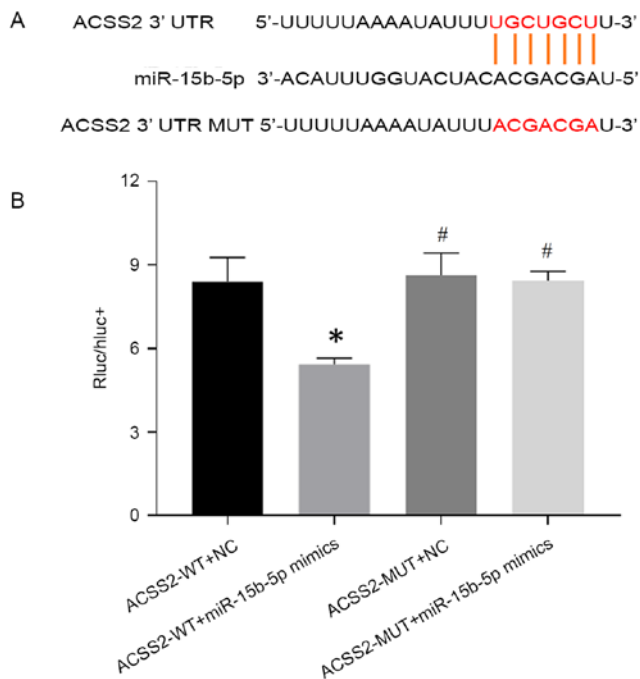 A
ACSS2 3' UTR 5'-UUUUUAAAAUAUUUUGCUGCUU-3'
miR-15b-5p 3'-ACAUUUGGUACUACACGACGAU-5'
ACSS2 3' UTR MUT 5'-UUUUUAAAAUAUUUACGACGAU-3'
B
12
9
6
3
0
Rluc/hluc+
*
#
#
ACSS2-WT+NC
ACSS2-WT+miR-15b-5p mimics
ACSS2-MUT+NC
ACSS2-MUT+miR-15b-5p mimics